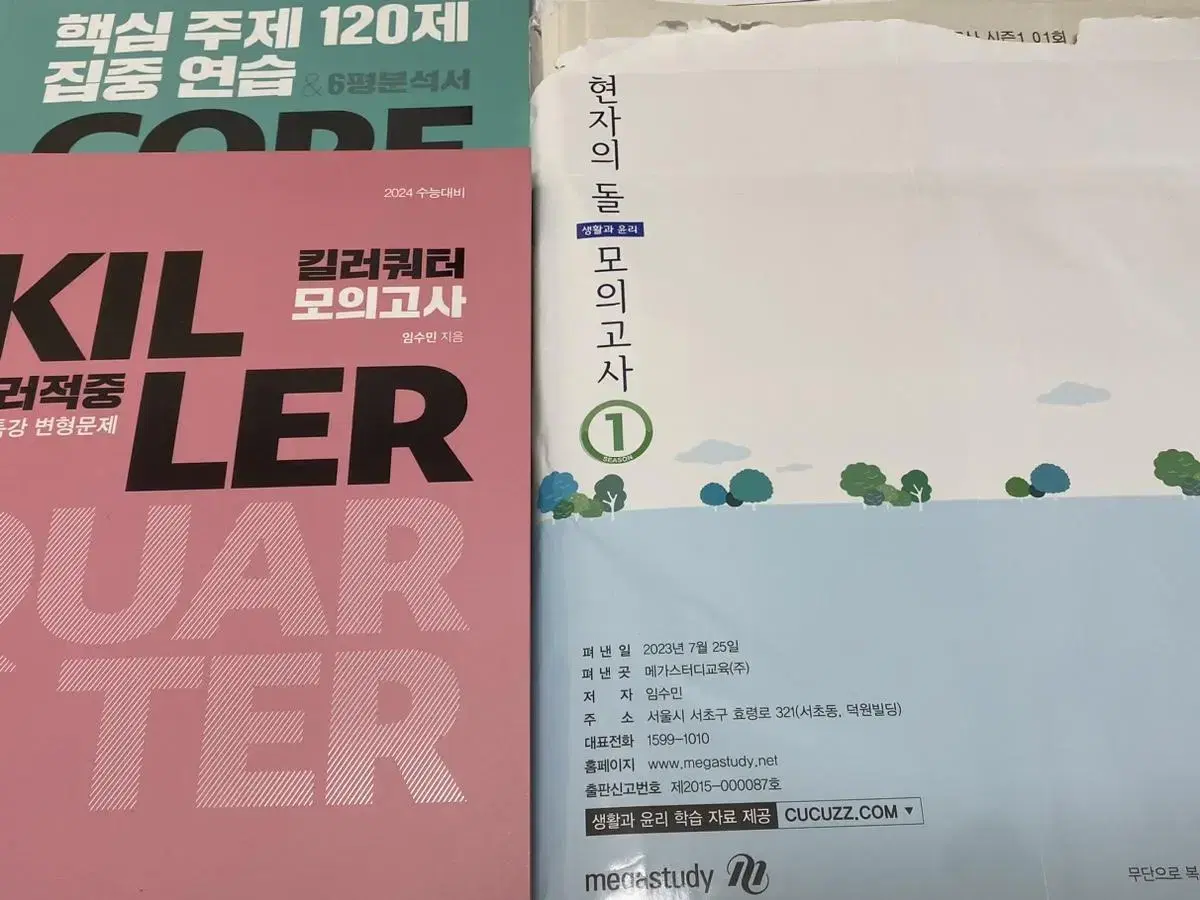 핵심 주제 120제
집중 연습 & 6평분석서
CORE
2024 수능대비
KIL
LER
킬러쿼터
모의고사
임수민 지음
러적중
특강 변형문제
QUAR
TER
시즌1 01회
현자의 돌
생활과 윤리
모의고사
1
SEASON
펴 낸 일 2023년 7월 25일
펴 낸 곳 메가스터디교육(주)
저 자 임수민
주 소 서울시 서초구 효령로 321(서초동, 덕원빌딩)
대표전화 1599-1010
홈페이지 www.megastudy.net
출판신고번호 제2015-000087호
생활과 윤리 학습 자료 제공 CUCUZZ.COM ▼
megastudy
무단으로 복